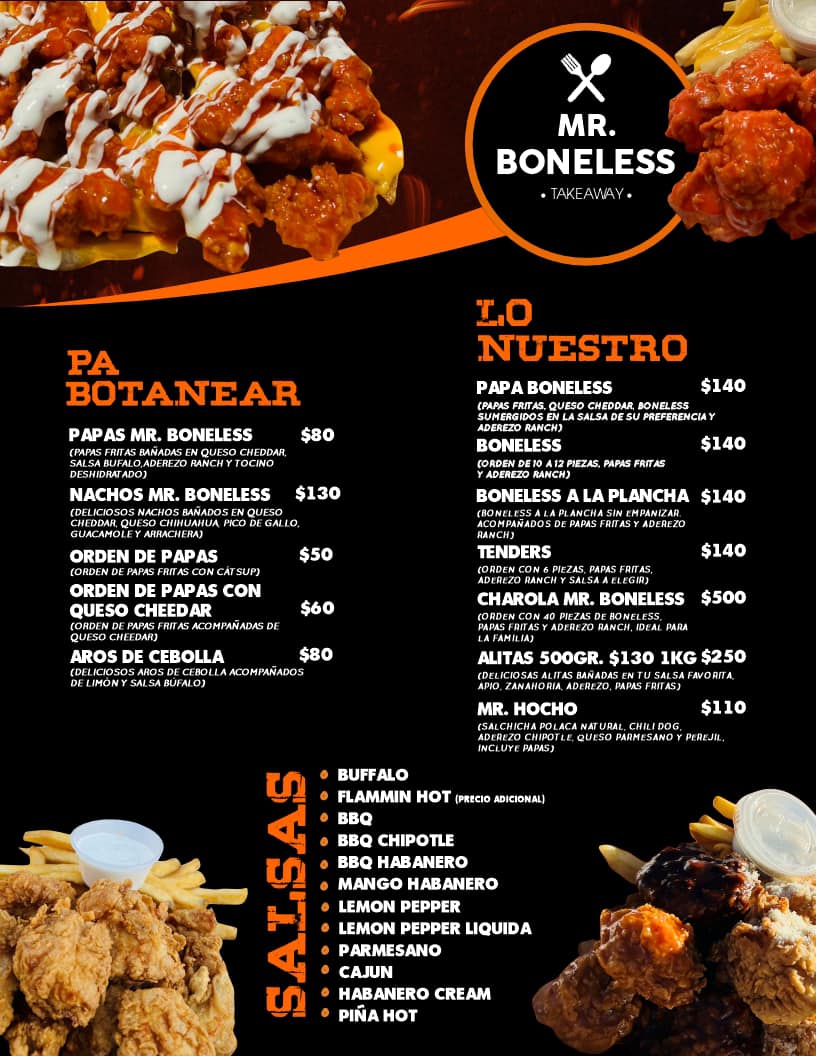 MR.
BONELESS
• TAKEAWAY •
PA
BOTANEAR
PAPAS MR. BONELESS $80
(PAPAS FRITAS BAÑADAS EN QUESO CHEDDAR,
SALSA BUFALO,ADEREZO RANCH Y TOCINO
DESHIDRATADO)
NACHOS MR. BONELESS $130
(DELICIOSOS NACHOS BAÑADOS EN QUESO
CHEDDAR, QUESO CHIHUAHUA, PICO DE GALLO,
GUACAMOLE Y ARRACHERA)
ORDEN DE PAPAS $50
(ORDEN DE PAPAS FRITAS CON CÁTSUP)
ORDEN DE PAPAS CON
QUESO CHEEDAR $60
(ORDEN DE PAPAS FRITAS ACOMPAÑADAS DE
QUESO CHEEDAR)
AROS DE CEBOLLA $80
(DELICIOSOS AROS DE CEBOLLA ACOMPAÑADOS
DE LIMÓN Y SALSA BÚFALO)
LO
NUESTRO
PAPA BONELESS $140
(PAPAS FRITAS, QUESO CHEDDAR, BONELESS
SUMERGIDOS EN LA SALSA DE SU PREFERENCIA Y
ADEREZO RANCH)
BONELESS $140
(ORDEN DE 10 A 12 PIEZAS, PAPAS FRITAS
Y ADEREZO RANCH)
BONELESS A LA PLANCHA $140
(BONELESS A LA PLANCHA SIN EMPANIZAR.
ACOMPAÑADOS DE PAPAS FRITAS Y ADEREZO
RANCH)
TENDERS $140
(ORDEN CON 6 PIEZAS, PAPAS FRITAS,
ADEREZO RANCH Y SALSA A ELEGIR)
CHAROLA MR. BONELESS $500
(ORDEN CON 40 PIEZAS DE BONELESS,
PAPAS FRITAS Y ADEREZO RANCH, IDEAL PARA
LA FAMILIA)
ALITAS 500GR. $130 1KG $250
(DELICIOSAS ALITAS BAÑADAS EN TU SALSA FAVORITA,
APIO, ZANAHORIA, ADEREZO, PAPAS FRITAS)
MR. HOCHO $110
(SALCHICHA POLACA NATURAL, CHILI DOG,
ADEREZO CHIPOTLE, QUESO PARMESANO Y PEREJIL,
INCLUYE PAPAS)
SALSAS
BUFFALO
FLAMMIN HOT (PRECIO ADICIONAL)
BBQ
BBQ CHIPOTLE
BBQ HABANERO
MANGO HABANERO
LEMON PEPPER
LEMON PEPPER LIQUIDA
PARMESANO
CAJUN
HABANERO CREAM
PIÑA HOT